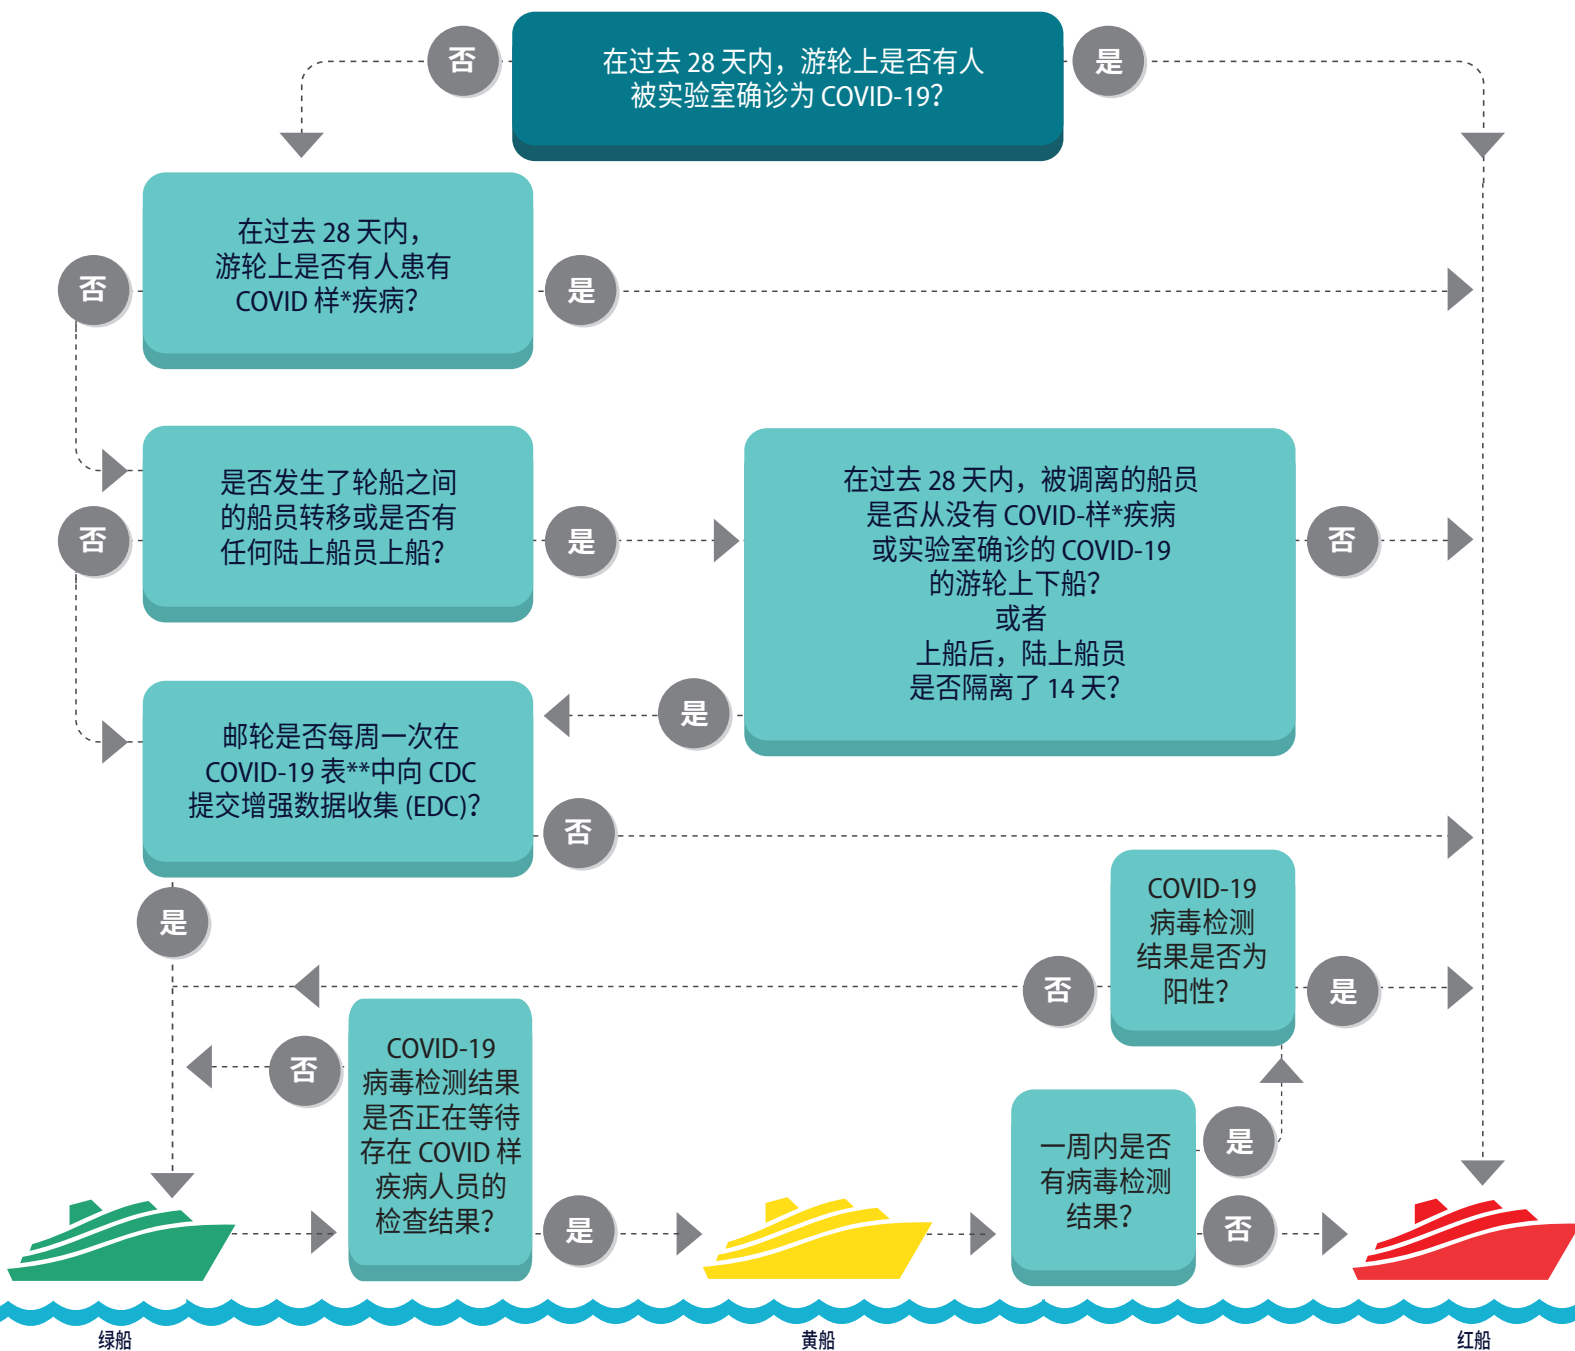 否
在过去 28 天内，游轮上是否有人
被实验室确诊为 COVID-19？
是
在过去 28 天内，
游轮上是否有人患有
COVID 样*疾病？
否
是
是否发生了轮船之间
的船员转移或是否有
任何陆上船员上船？
否
是
在过去 28 天内，被调离的船员
是否从没有 COVID-样*疾病
或实验室确诊的 COVID-19
的游轮上下船？
或者
上船后，陆上船员
是否隔离了 14 天？
否
是
邮轮是否每周一次在
COVID-19 表**中向 CDC
提交增强数据收集 (EDC)？
否
是
COVID-19
病毒检测
结果是否为
阳性？
否
是
COVID-19
病毒检测结果
是否正在等待
存在 COVID 样
疾病人员的
检查结果？
否
是
一周内是否
有病毒检测
结果？
是
否
绿船
黄船
红船